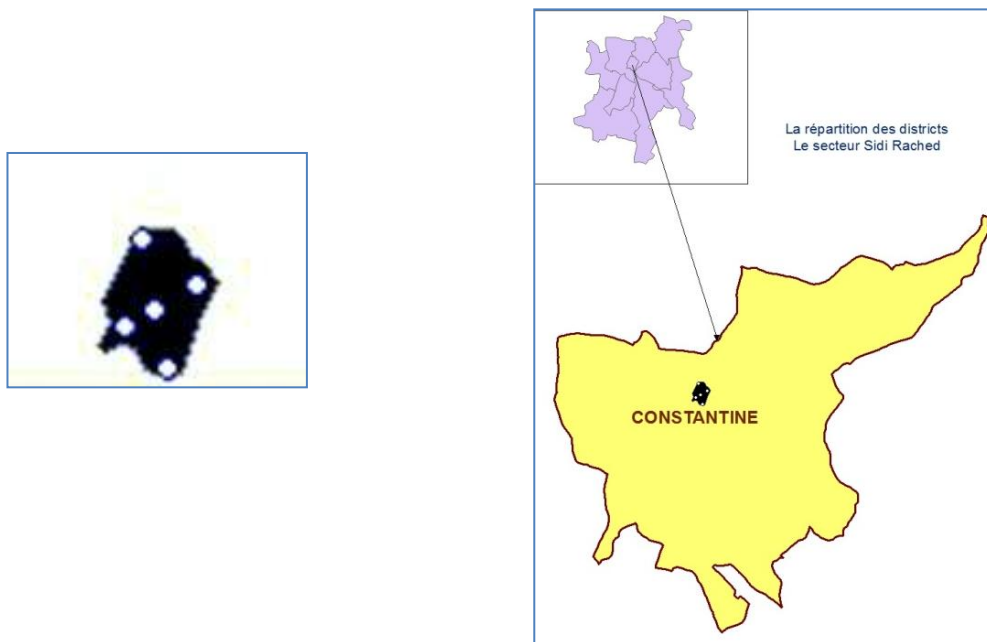 La répartition des districts
Le secteur Sidi Rached
CONSTANTINE